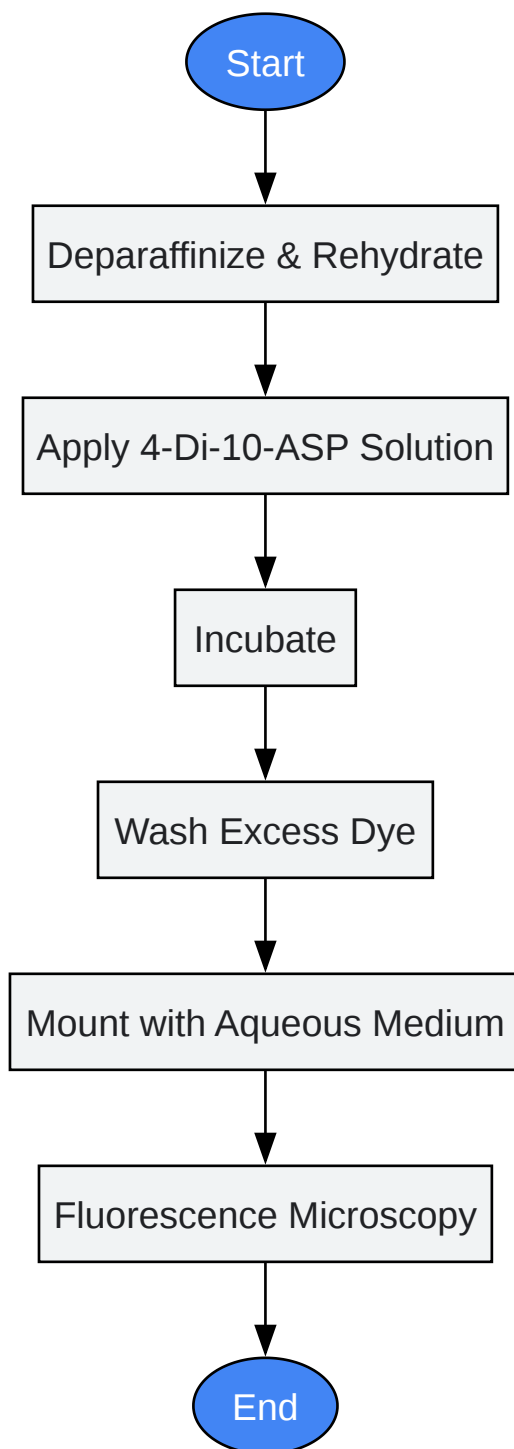 Start
Deparaffinize & Rehydrate
Apply 4-Di-10-ASP Solution
Incubate
Wash Excess Dye
Mount with Aqueous Medium
Fluorescence Microscopy
End